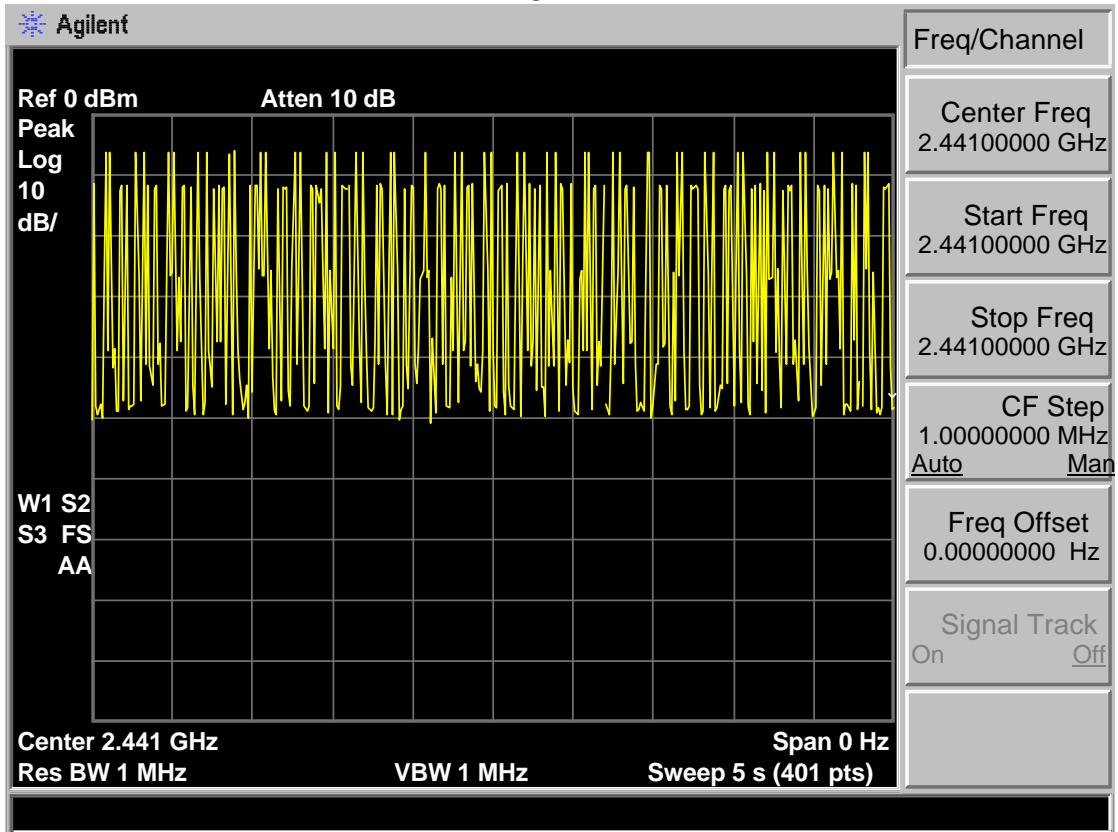 Agilent
Freq/Channel
Ref 0 dBm Atten 10 dB
Peak
Log
10
dB/
W1 S2
S3 FS
AA
Center 2.441 GHz Span 0 Hz
Res BW 1 MHz VBW 1 MHz Sweep 5 s (401 pts)
Center Freq
2.44100000 GHz
Start Freq
2.44100000 GHz
Stop Freq
2.44100000 GHz
CF Step
1.00000000 MHz
Auto Man
Freq Offset
0.00000000 Hz
Signal Track
On Off